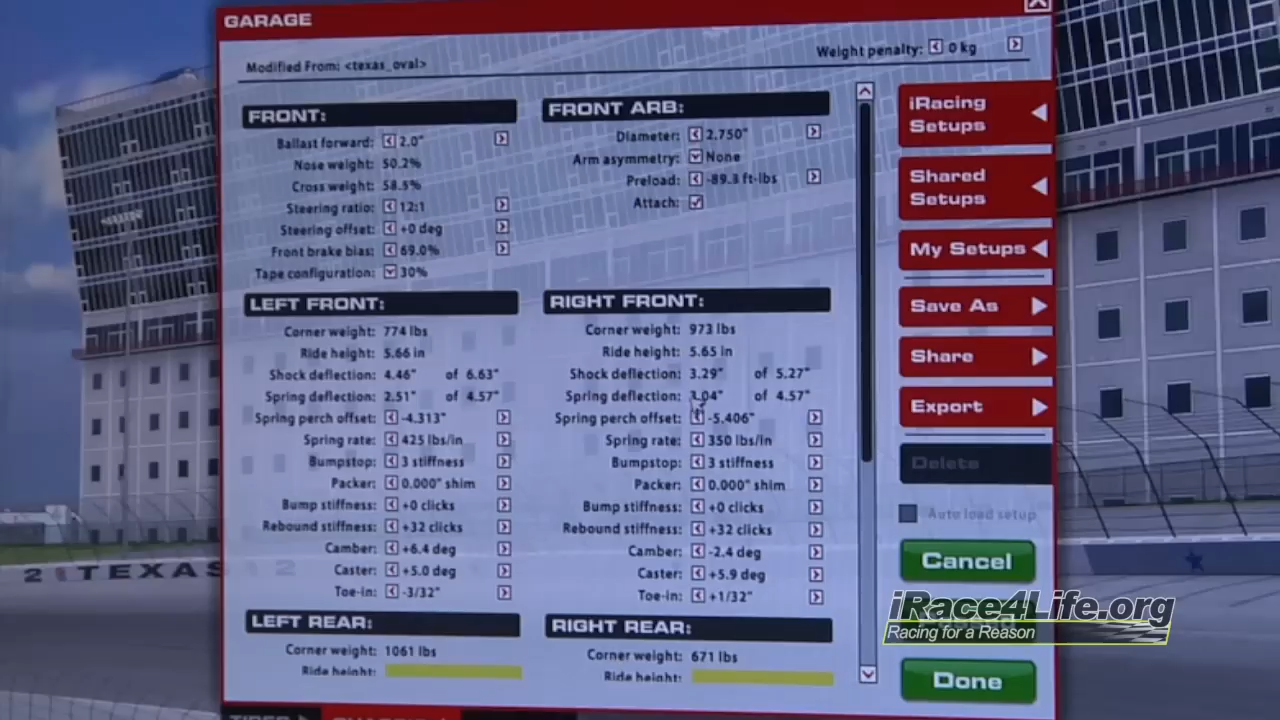 GARAGE
Weight penalty: 0 kg
Modified From: <texas_oval>
FRONT:
Ballast forward: 2.0"
Nose weight: 50.2%
Cross weight: 58.5%
Steering ratio: 12:1
Steering offset: +0 deg
Front brake bias: 69.0%
Tape configuration: 30%
FRONT ARB:
Diameter: 2.750"
Arm asymmetry: None
Preload: -89.3 ft-lbs
Attach:
LEFT FRONT:
Corner weight: 774 lbs
Ride height: 5.66 in
Shock deflection: 4.46" of 6.63"
Spring deflection: 2.51" of 4.57"
Spring perch offset: -4.313"
Spring rate: 425 lbs/in
Bumpstop: 3 stiffness
Packer: 0.000" shim
Bump stiffness: +0 clicks
Rebound stiffness: +32 clicks
Camber: +6.4 deg
Caster: +5.0 deg
Toe-in: -3/32"
RIGHT FRONT:
Corner weight: 973 lbs
Ride height: 5.65 in
Shock deflection: 3.29" of 5.27"
Spring deflection: of 4.57"
Spring perch offset: -5.406"
Spring rate: 350 lbs/in
Bumpstop: 3 stiffness
Packer: 0.000" shim
Bump stiffness: +0 clicks
Rebound stiffness: +32 clicks
Camber: -2.4 deg
Caster: +5.9 deg
Toe-in: +1/32"
LEFT REAR:
Corner weight: 1061 lbs
Ride height:
RIGHT REAR:
Corner weight: 671 lbs
Ride height:
iRacing
Setups
Shared
Setups
My Setups
Save As
Share
Export
Delete
Auto load setup
Cancel
Done
TEXAS
iRace4Life.org
Racing for a Reason